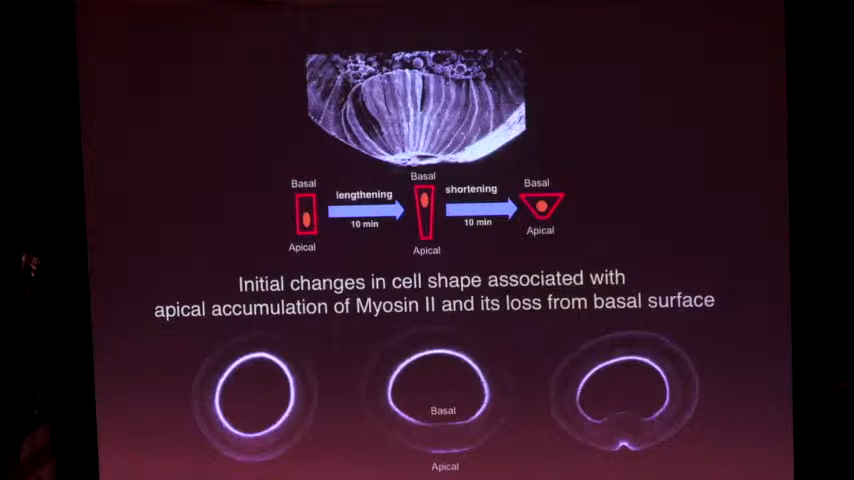 Basal
Basal
Basal
lengthening
shortening
10 min
10 min
Apical
Apical
Apical
Initial changes in cell shape associated with
apical accumulation of Myosin II and its loss from basal surface
Basal
Apical